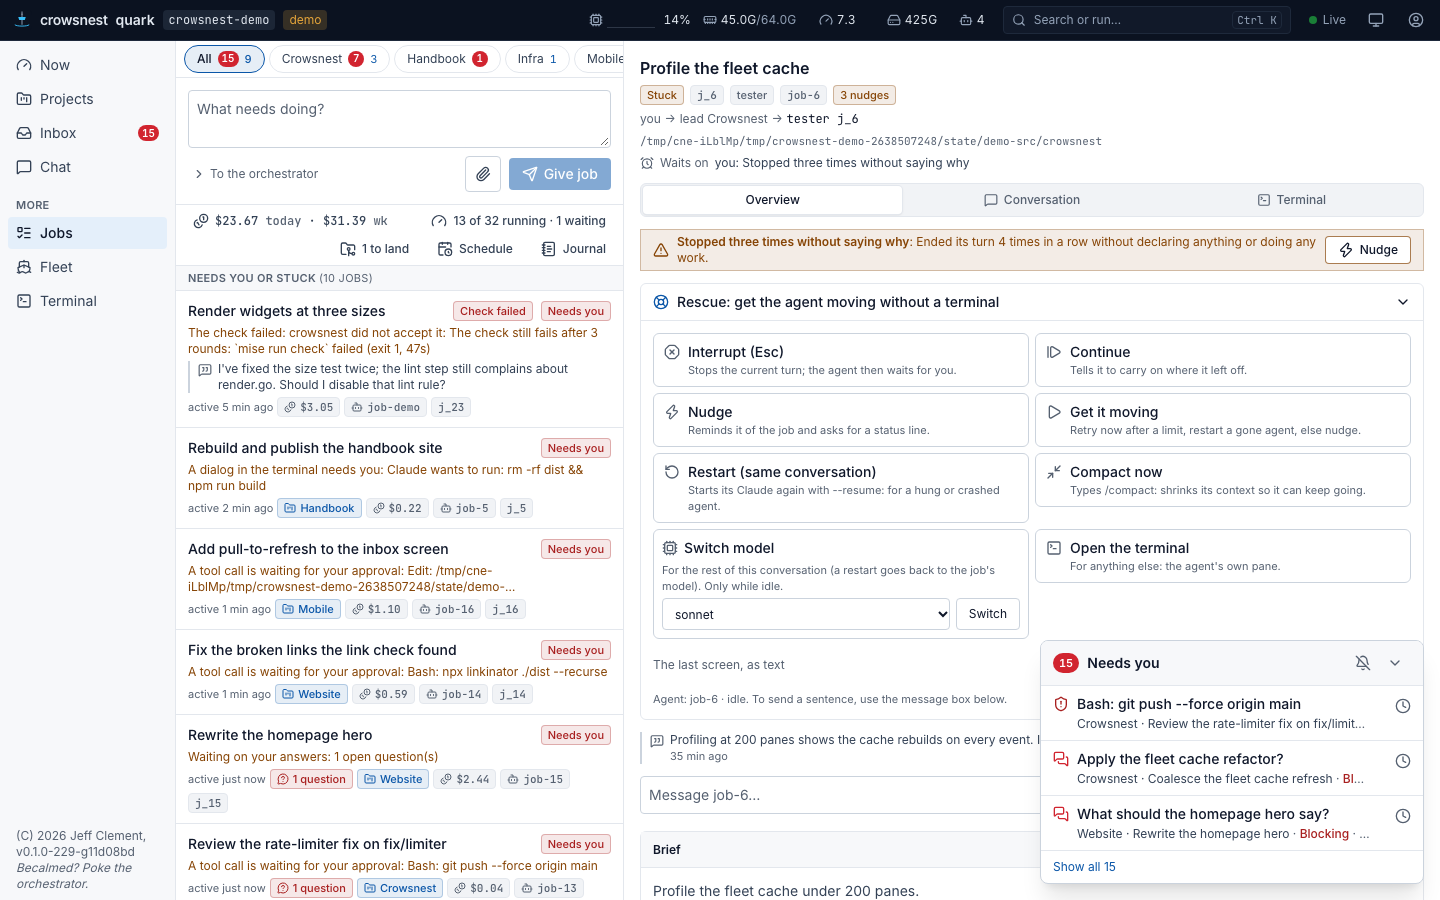 crowsnest quark crowsnest-demo demo 14% 45.0G/64.0G 7.3 425G 4 Search or run... Ctrl K Live
Now
Projects
Inbox 15
Chat
MORE
Jobs
Fleet
Terminal
(C) 2026 Jeff Clement,
v0.1.0-229-g11d08bd
Becalmed? Poke the
orchestrator.
All 15 9 Crowsnest 7 3 Handbook 1 Infra 1 Mobile
What needs doing?
To the orchestrator Give job
$23.67 today · $31.39 wk 13 of 32 running · 1 waiting
1 to land Schedule Journal
NEEDS YOU OR STUCK (10 JOBS)
Render widgets at three sizes Check failed Needs you
The check failed: crowsnest did not accept it: The check still fails after 3
rounds: `mise run check` failed (exit 1, 47s)
I've fixed the size test twice; the lint step still complains about
render.go. Should I disable that lint rule?
active 5 min ago $3.05 job-demo j_23
Rebuild and publish the handbook site Needs you
A dialog in the terminal needs you: Claude wants to run: rm -rf dist &&
npm run build
active 2 min ago Handbook $0.22 job-5 j_5
Add pull-to-refresh to the inbox screen Needs you
A tool call is waiting for your approval: Edit: /tmp/cne-
iLblMp/tmp/crowsnest-demo-2638507248/state/demo-...
active 1 min ago Mobile $1.10 job-16 j_16
Fix the broken links the link check found Needs you
A tool call is waiting for your approval: Bash: npx linkinator ./dist --recurse
active 1 min ago Website $0.59 job-14 j_14
Rewrite the homepage hero Needs you
Waiting on your answers: 1 open question(s)
active just now 1 question Website $2.44 job-15
j_15
Review the rate-limiter fix on fix/limiter Needs you
A tool call is waiting for your approval: Bash: git push --force origin main
active just now 1 question Crowsnest $0.04 job-13
Profile the fleet cache
Stuck j_6 tester job-6 3 nudges
you → lead Crowsnest → tester j_6
/tmp/cne-iLblMp/tmp/crowsnest-demo-2638507248/state/demo-src/crowsnest
Waits on you: Stopped three times without saying why
Overview Conversation Terminal
Stopped three times without saying why: Ended its turn 4 times in a row without declaring anything or doing any
work.
Nudge
Rescue: get the agent moving without a terminal
Interrupt (Esc)
Stops the current turn; the agent then waits for you.
Continue
Tells it to carry on where it left off.
Nudge
Reminds it of the job and asks for a status line.
Get it moving
Retry now after a limit, restart a gone agent, else nudge.
Restart (same conversation)
Starts its Claude again with --resume: for a hung or crashed
agent.
Compact now
Types /compact: shrinks its context so it can keep going.
Switch model
For the rest of this conversation (a restart goes back to the job's
model). Only while idle.
sonnet Switch
Open the terminal
For anything else: the agent's own pane.
The last screen, as text
Agent: job-6 · idle. To send a sentence, use the message box below.
Profiling at 200 panes shows the cache rebuilds on every event.
35 min ago
Message job-6...
Brief
Profile the fleet cache under 200 panes.
15 Needs you
Bash: git push --force origin main
Crowsnest · Review the rate-limiter fix on fix/limit...
Apply the fleet cache refactor?
Crowsnest · Coalesce the fleet cache refresh · Bl...
What should the homepage hero say?
Website · Rewrite the homepage hero · Blocking · ...
Show all 15